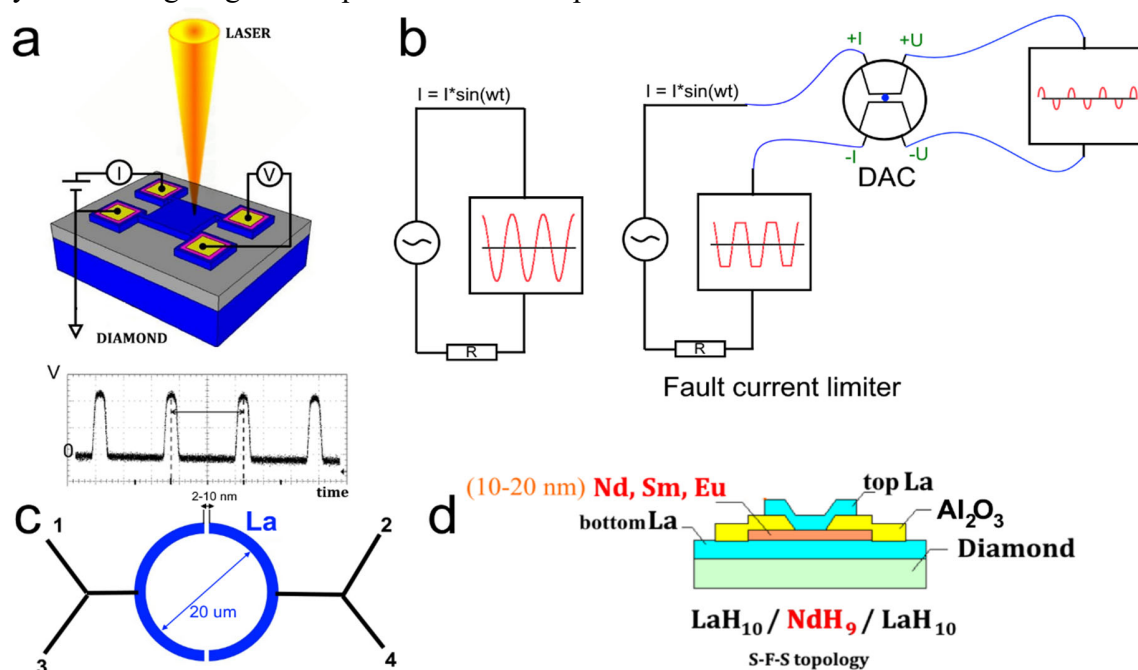 a
LASER
I
V
DIAMOND
V
0
time
b
I = I*sin(wt)
R
I = I*sin(wt)
R
+I
+U
-I
-U
DAC
Fault current limiter
c
2-10 nm
La
1
2
20 um
3
4
d
(10-20 nm) Nd, Sm, Eu
top La
bottom La
Al₂O₃
Diamond
LaH₁₀ / NdH₉ / LaH₁₀
S-F-S topology